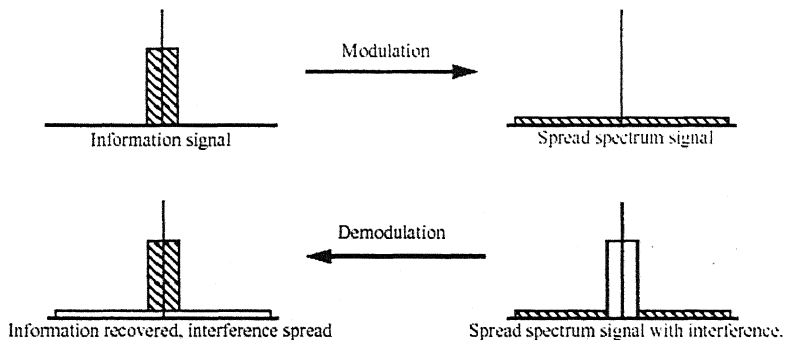 Modulation
Information signal
Spread spectrum signal
Demodulation
Information recovered, interference spread
Spread spectrum signal with interference.